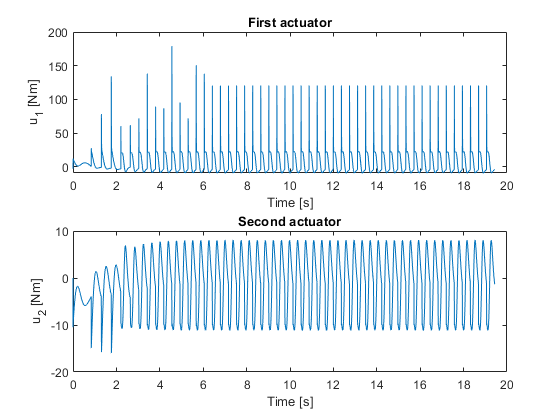 First actuator
200
150
100
50
0
u1 [Nm]
0 2 4 6 8 10 12 14 16 18 20
Time [s]
Second actuator
10
0
-10
-20
u2 [Nm]
0 2 4 6 8 10 12 14 16 18 20
Time [s]